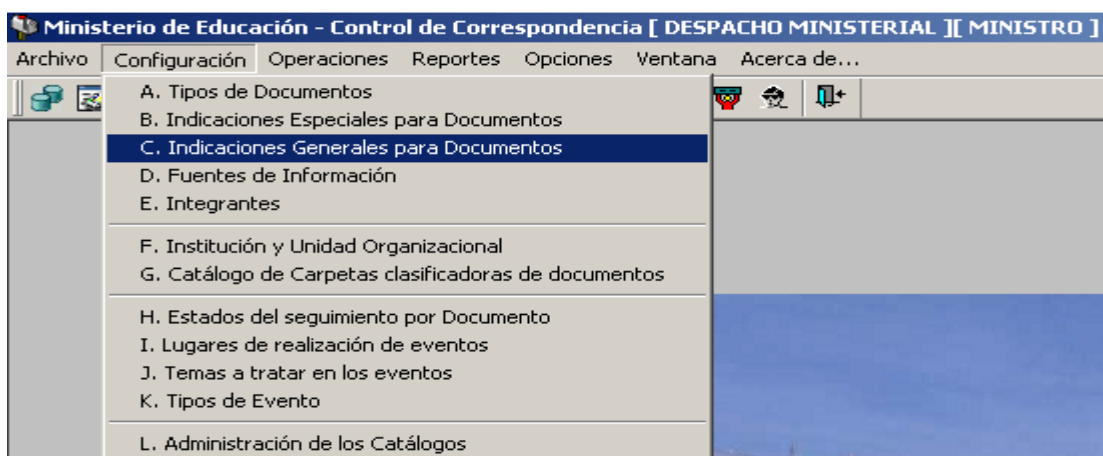 Ministerio de Educación - Control de Correspondencia [ DESPACHO MINISTERIAL ][ MINISTRO ]
Archivo Configuración Operaciones Reportes Opciones Ventana Acerca de...
A. Tipos de Documentos
B. Indicaciones Especiales para Documentos
C. Indicaciones Generales para Documentos
D. Fuentes de Información
E. Integrantes
F. Institución y Unidad Organizacional
G. Catálogo de Carpetas clasificadoras de documentos
H. Estados del seguimiento por Documento
I. Lugares de realización de eventos
J. Temas a tratar en los eventos
K. Tipos de Evento
L. Administración de los Catálogos